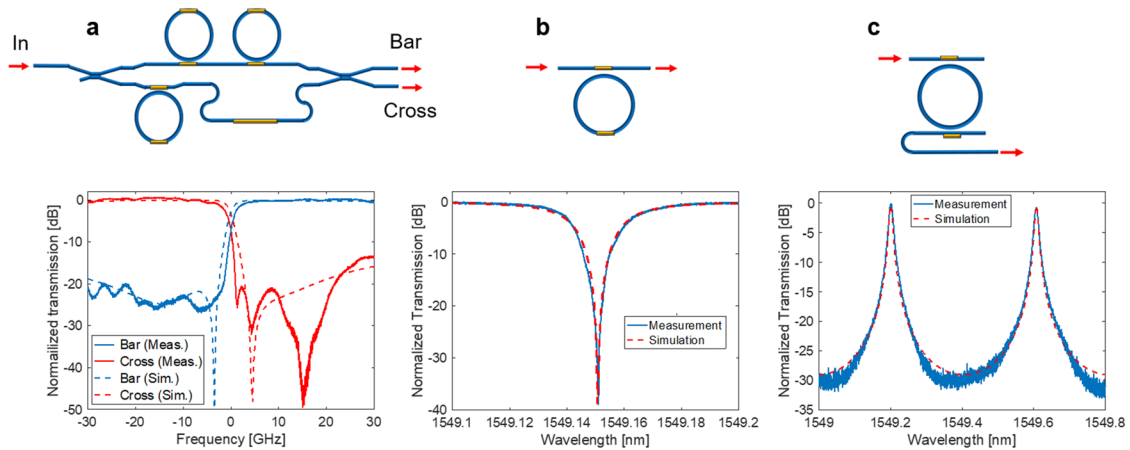 a
In
Bar
Cross
b
c
Normalized transmission [dB]
0
-10
-20
-30
-40
-50
Bar (Meas.)
Cross (Meas.)
Bar (Sim.)
Cross (Sim.)
-30 -20 -10 0 10 20 30
Frequency [GHz]
Normalized Transmission [dB]
0
-10
-20
-30
-40
Measurement
Simulation
1549.1 1549.12 1549.14 1549.16 1549.18 1549.2
Wavelength [nm]
Normalized Transmission [dB]
0
-5
-10
-15
-20
-25
-30
-35
Measurement
Simulation
1549 1549.2 1549.4 1549.6 1549.8
Wavelength [nm]